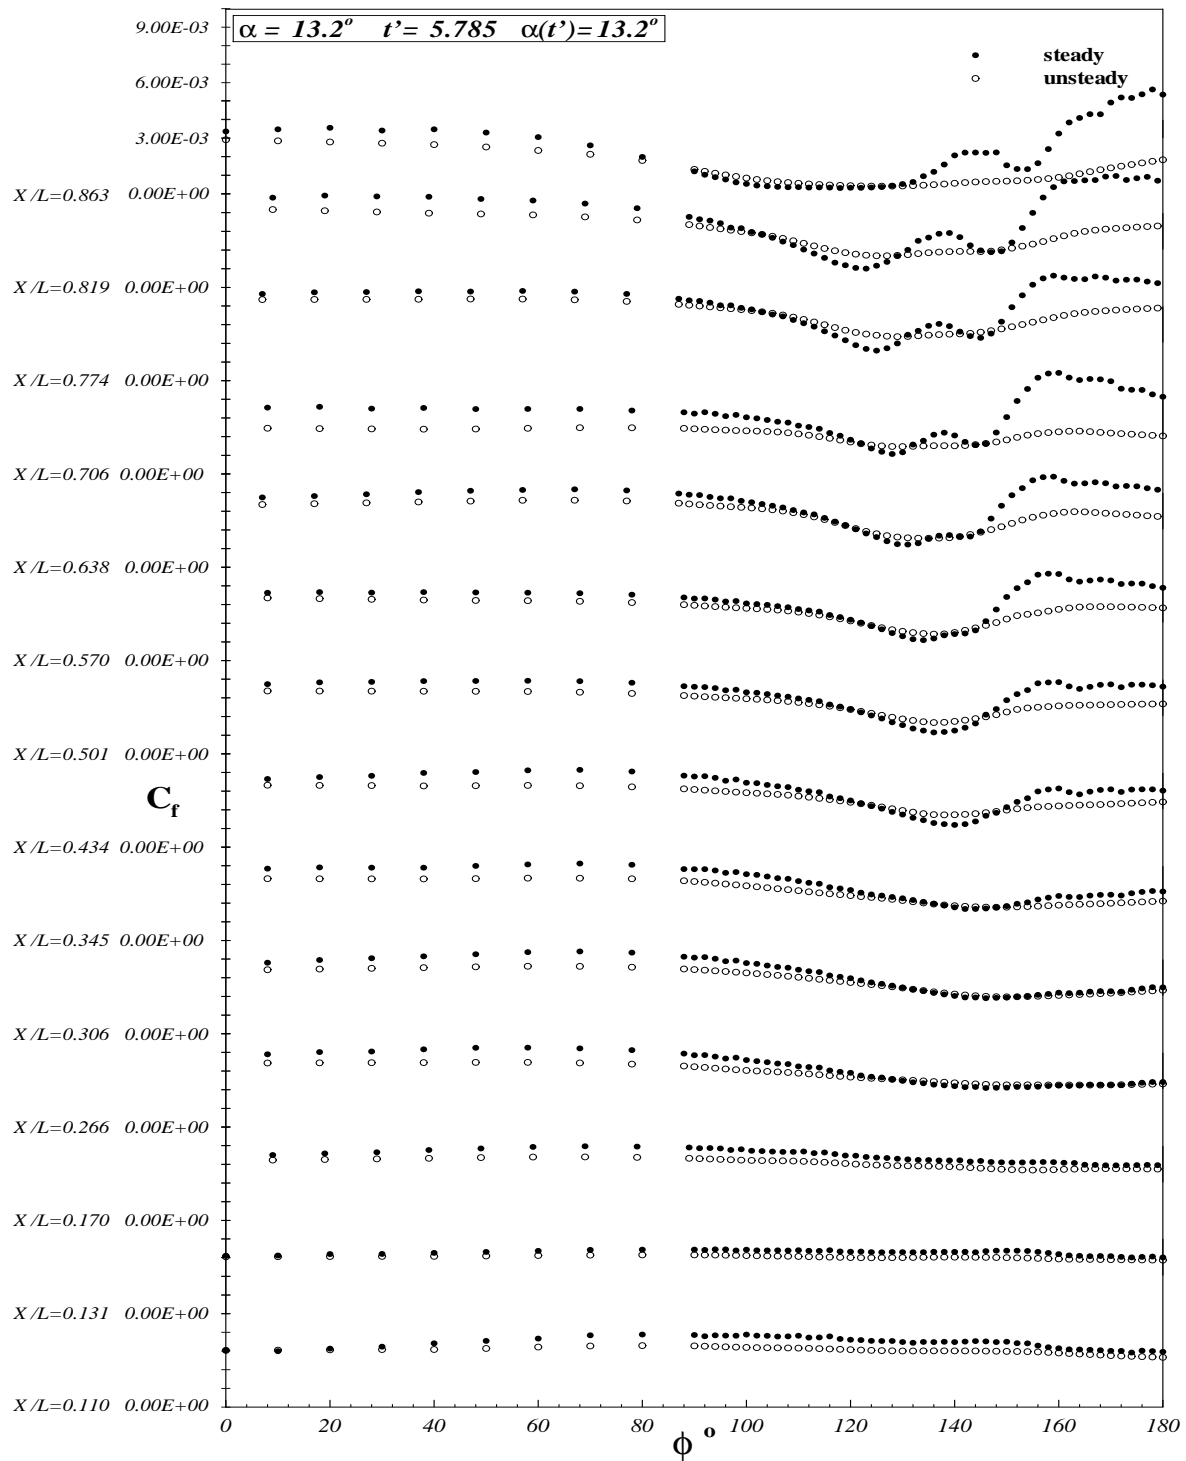 9.00E-03
α = 13.2° t’= 5.785 α(t’)=13.2°
steady
6.00E-03
unsteady
3.00E-03
X/L=0.863 0.00E+00
X/L=0.819 0.00E+00
X/L=0.774 0.00E+00
X/L=0.706 0.00E+00
X/L=0.638 0.00E+00
X/L=0.570 0.00E+00
X/L=0.501 0.00E+00
Cf
X/L=0.434 0.00E+00
X/L=0.345 0.00E+00
X/L=0.306 0.00E+00
X/L=0.266 0.00E+00
X/L=0.170 0.00E+00
X/L=0.131 0.00E+00
X/L=0.110 0.00E+00
0 20 40 60 80 100 120 140 160 180
ϕ °